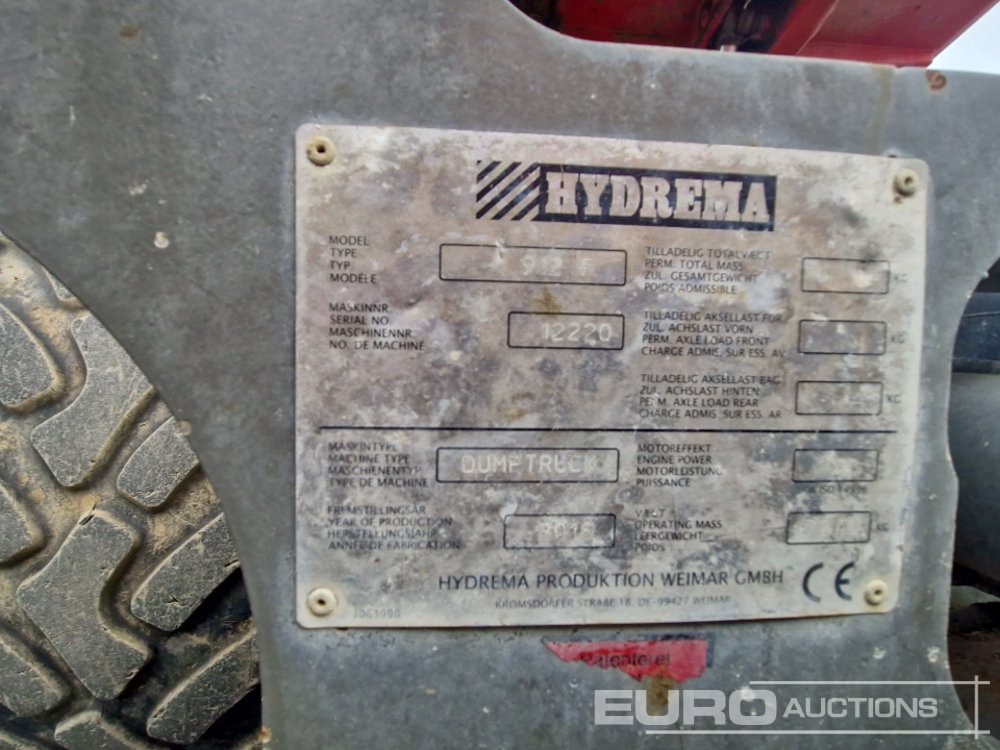 HYDREMA
MODEL
TYPE
TYP
MODELE
912 F
MASKINNR.
SERIAL NO.
MASCHINENNR.
NO. DE MACHINE
12220
TILLADELIG TOTALVÆGT
PERM. TOTAL MASS
ZUL. GESAMTGEWICHT
POIDS ADMISSIBLE
KG
TILLADELIG AKSELLAST FOR
ZUL. ACHSLAST VORN
PERM. AXLE LOAD FRONT
CHARGE ADMIS. SUR ESS. AV
KG
TILLADELIG AKSELLAST BAG
ZUL. ACHSLAST HINTEN
PERM. AXLE LOAD REAR
CHARGE ADMIS. SUR ESS. AR
KG
MASKINTYPE
MACHINE TYPE
MASCHIENENTYP
TYPE DE MACHINE
DUMPTRUCK
FREMSTILLINGSÅR
YEAR OF PRODUCTION
HERSTELLUNGSJAHR
ANNEE DE FABRICATION
MOTOREFFEKT
ENGINE POWER
MOTORLEISTUNG
PUISSANCE
VÆGT
OPERATING MASS
LEERGEWICHT
POIDS
KG
HYDREMA PRODUKTION WEIMAR GMBH
CE
KROMSDORFER STRAßE 18, DE-99427 WEIMAR
EURO AUCTIONS